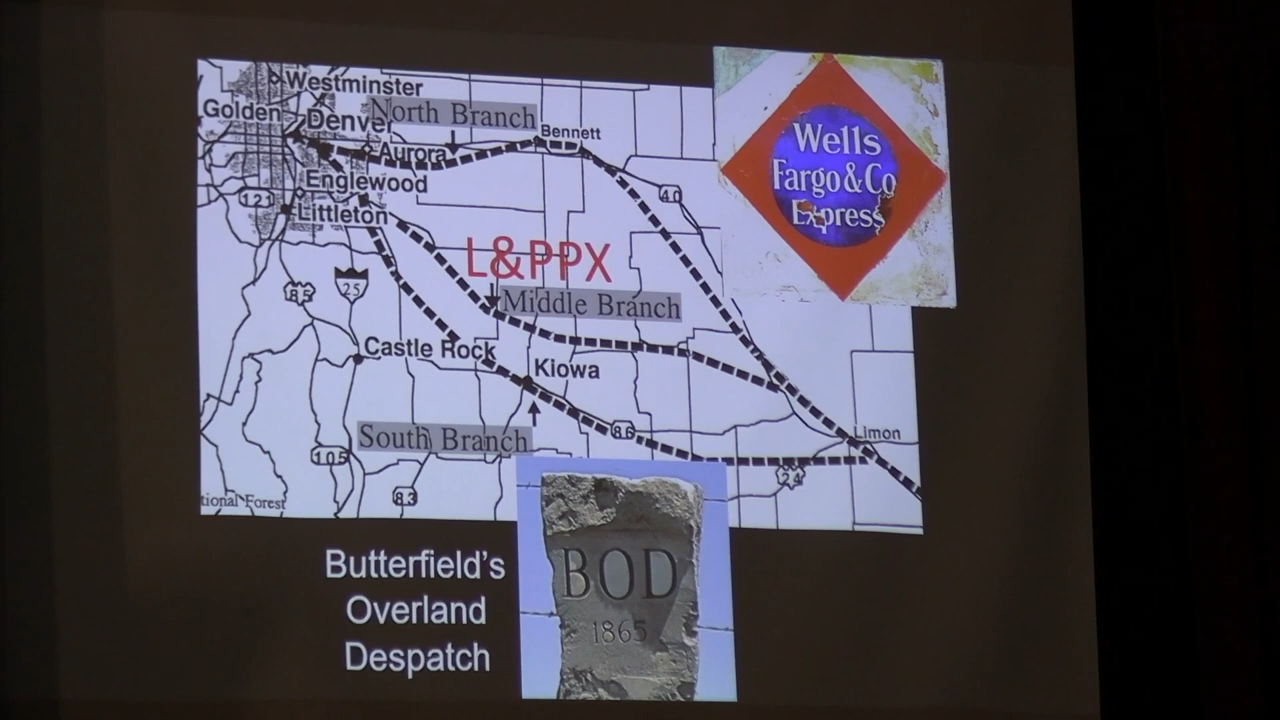 Westminster
Golden
Denver
North Branch
Bennett
Aurora
Englewood
121
Littleton
40
Wells
Fargo & Co
Express
L&PPX
85
25
Middle Branch
Castle Rock
Kiowa
South Branch
86
Limon
105
24
83
tional Forest
BOD
1865
Butterfield's
Overland
Despatch